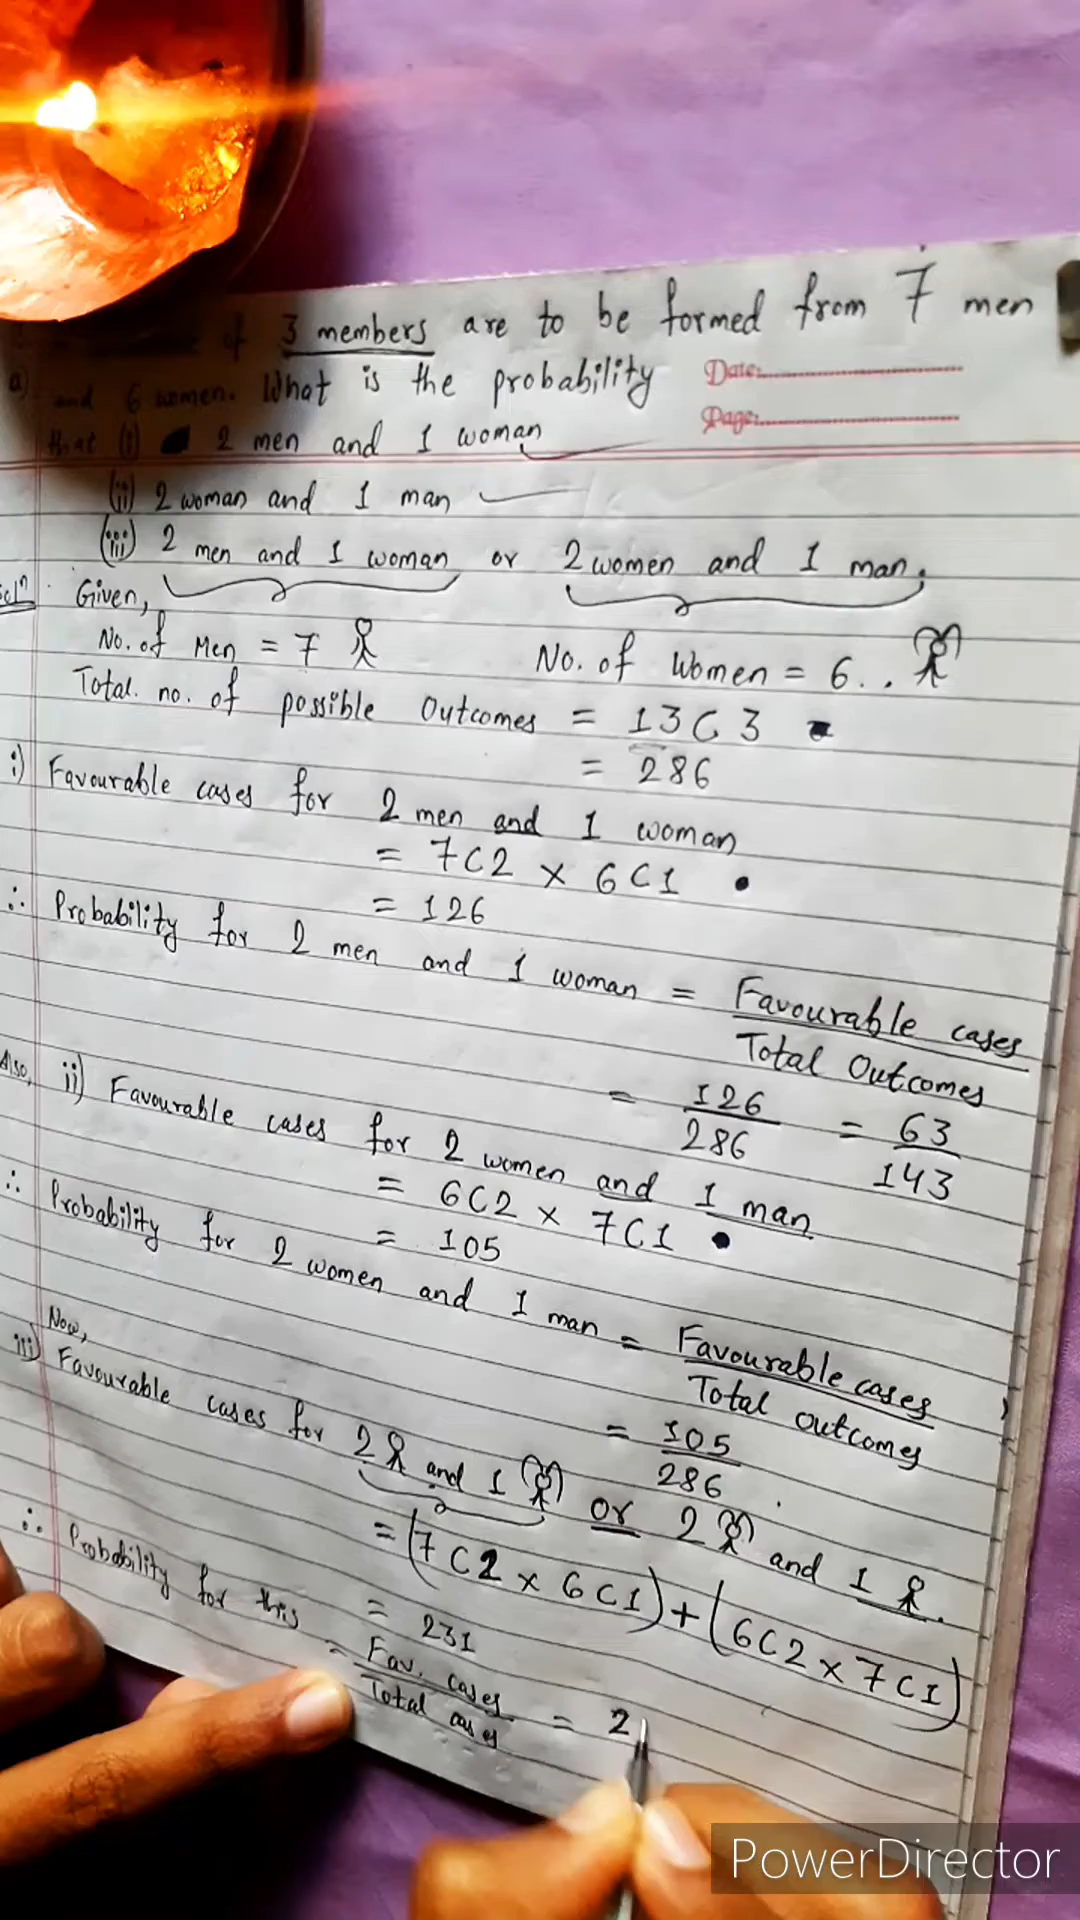 3 members are to be formed from 7 men
a) and 6 women. What is the probability
Date:
Page:
that (i) 2 men and 1 woman
(ii) 2 woman and 1 man
(iii) 2 men and 1 woman or 2 women and 1 man.
Solⁿ Given,
No. of Men = 7 No. of Women = 6..
Total. no. of possible Outcomes = 13C3
= 286
i) Favourable cases for 2 men and 1 woman
= 7C2 × 6C1
= 126
∴ Probability for 2 men and 1 woman = Favourable cases
Total Outcomes
= 126/286 = 63/143
Also, ii) Favourable cases for 2 women and 1 man
= 6C2 × 7C1
= 105
∴ Probability for 2 women and 1 man = Favourable cases
Total outcomes
= 105/286
Now,
iii) Favourable cases for 2 and 1 or 2 and 1
= (7C2 × 6C1) + (6C2 × 7C1)
= 231
∴ Probability for this = Fav. cases
Total cases
= 2
PowerDirector